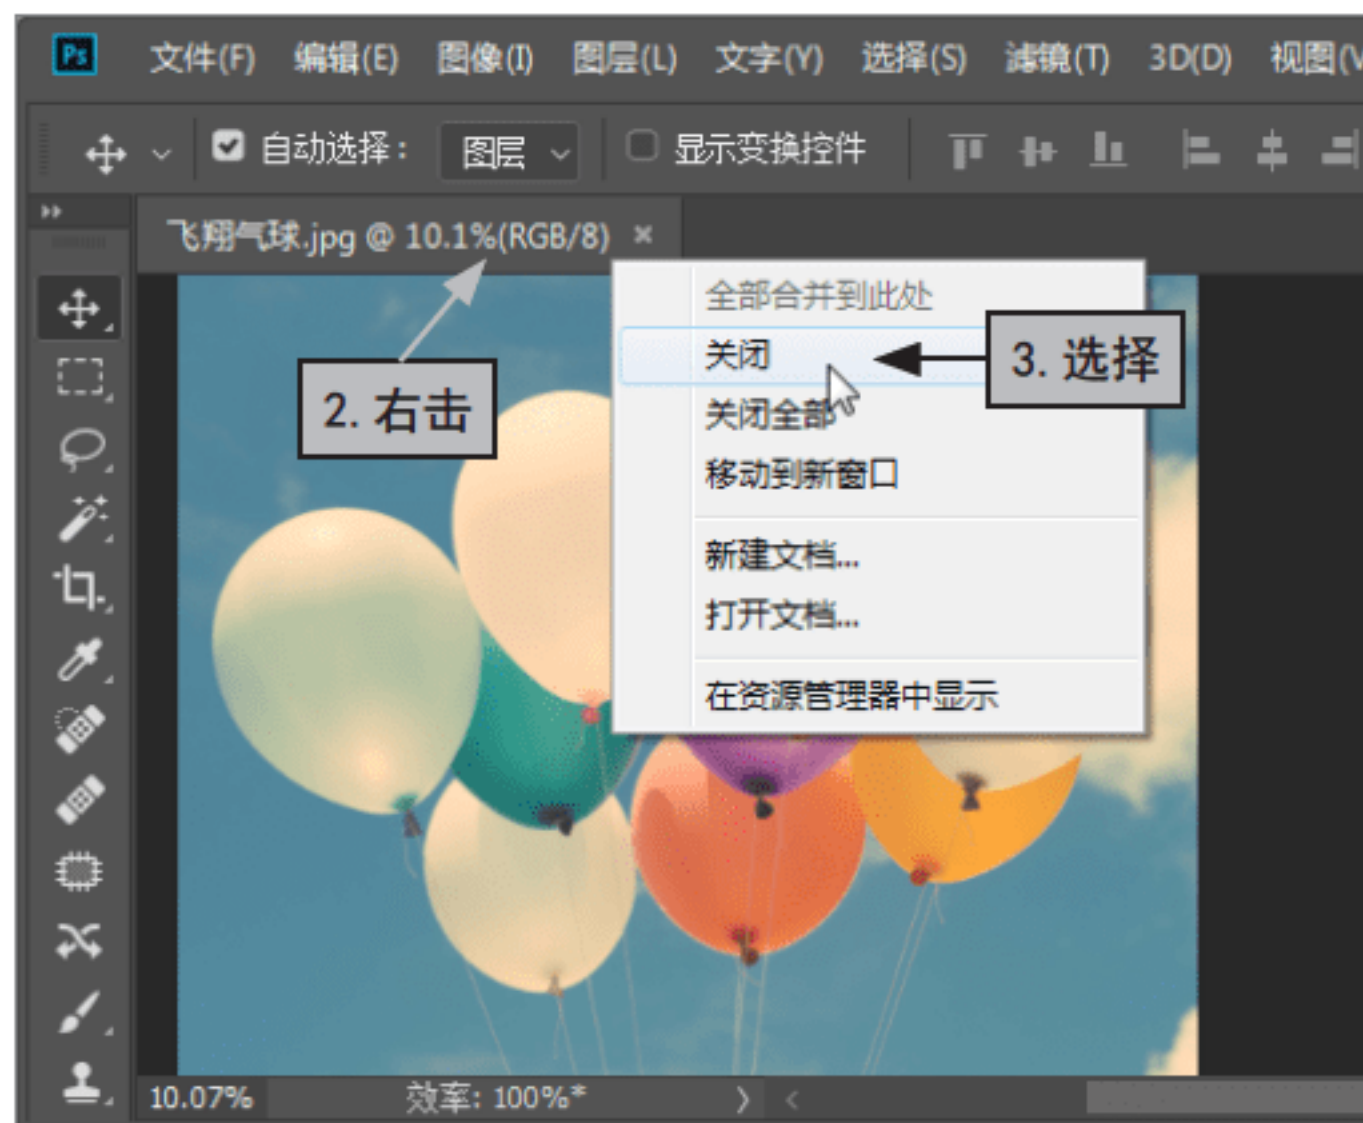 Ps 文件(F) 编辑(E) 图像(I) 图层(L) 文字(Y) 选择(S) 滤镜(T) 3D(D) 视图(V
自动选择： 图层 显示变换控件
飞翔气球.jpg @ 10.1%(RGB/8) ×
全部合并到此处
关闭
3. 选择
2. 右击
关闭全部
移动到新窗口
新建文档...
打开文档...
在资源管理器中显示
10.07% 效率: 100%*